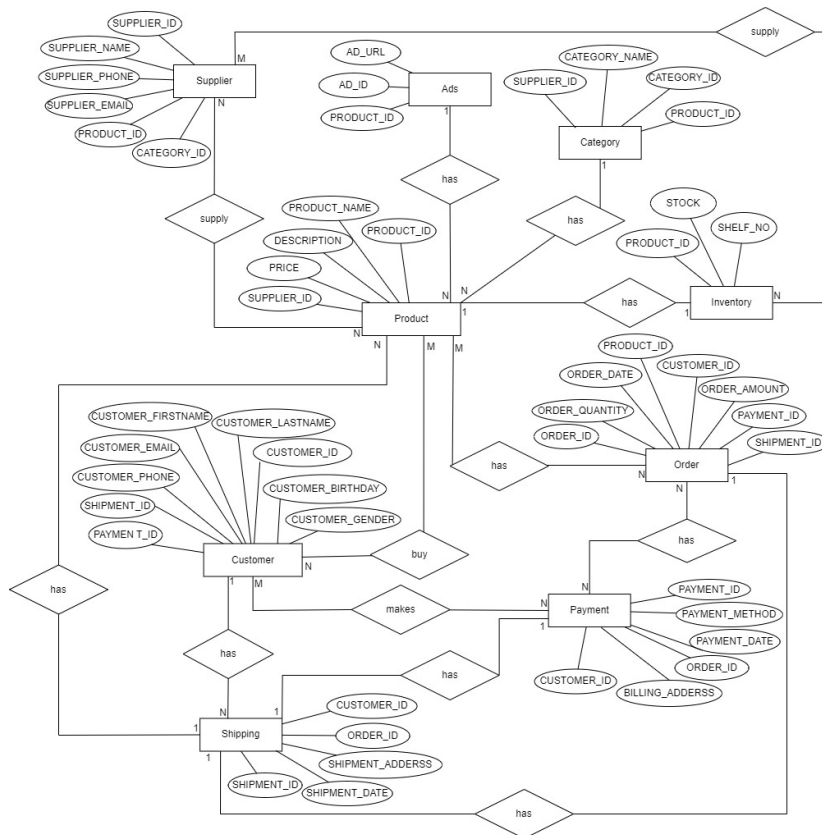 SUPPLIER_ID
SUPPLIER_NAME
SUPPLIER_PHONE
SUPPLIER_EMAIL
PRODUCT_ID
CATEGORY_ID
Supplier
M
N
supply
AD_URL
AD_ID
PRODUCT_ID
Ads
1
has
SUPPLIER_ID
CATEGORY_NAME
CATEGORY_ID
PRODUCT_ID
Category
1
has
supply
PRODUCT_NAME
PRODUCT_ID
DESCRIPTION
PRICE
SUPPLIER_ID
Product
N
N
1
N
N
M
M
has
STOCK
SHELF_NO
PRODUCT_ID
Inventory
1
N
PRODUCT_ID
CUSTOMER_ID
ORDER_DATE
ORDER_AMOUNT
ORDER_QUANTITY
PAYMENT_ID
ORDER_ID
SHIPMENT_ID
has
Order
N
N
1
has
CUSTOMER_FIRSTNAME
CUSTOMER_LASTNAME
CUSTOMER_EMAIL
CUSTOMER_ID
CUSTOMER_PHONE
CUSTOMER_BIRTHDAY
SHIPMENT_ID
CUSTOMER_GENDER
PAYMEN T_ID
Customer
1
M
N
buy
has
makes
has
N
N
1
Payment
PAYMENT_ID
PAYMENT_METHOD
PAYMENT_DATE
ORDER_ID
BILLING_ADDERSS
CUSTOMER_ID
has
N
1
1
1
Shipping
CUSTOMER_ID
ORDER_ID
SHIPMENT_ADDERSS
SHIPMENT_DATE
SHIPMENT_ID
has